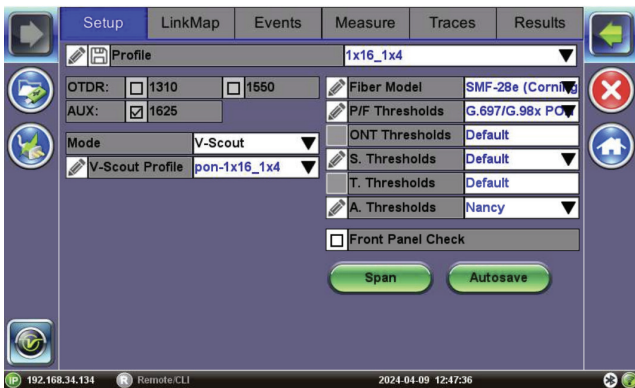 Setup LinkMap Events Measure Traces Results
Profile 1x16_1x4
OTDR: 1310 1550
AUX: 1625
Mode V-Scout
V-Scout Profile pon-1x16_1x4
Fiber Model SMF-28e (Corning
P/F Thresholds G.697/G.98x PON
ONT Thresholds Default
S. Thresholds Default
T. Thresholds Default
A. Thresholds Nancy
Front Panel Check
Span Autosave
IP 192.168.34.134 R Remote/CLI 2024-04-09 12:47:36